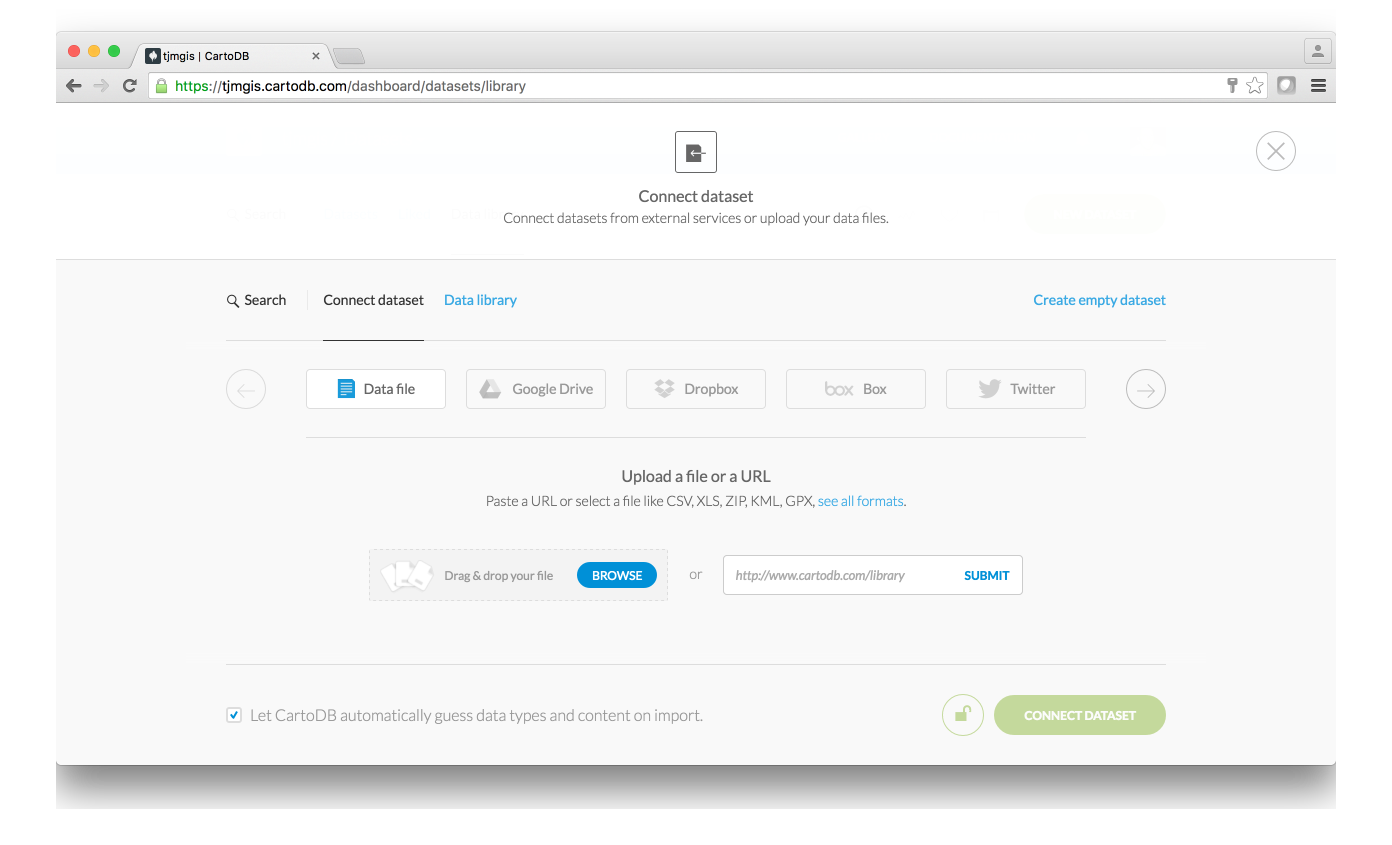 tjmgis | CartoDB
https://tjmgis.cartodb.com/dashboard/datasets/library
Connect dataset
Connect datasets from external services or upload your data files.
Search Connect dataset Data library Create empty dataset
Data file Google Drive Dropbox box Box Twitter
Upload a file or a URL
Paste a URL or select a file like CSV, XLS, ZIP, KML, GPX, see all formats.
Drag & drop your file BROWSE or http://www.cartodb.com/library SUBMIT
Let CartoDB automatically guess data types and content on import. CONNECT DATASET